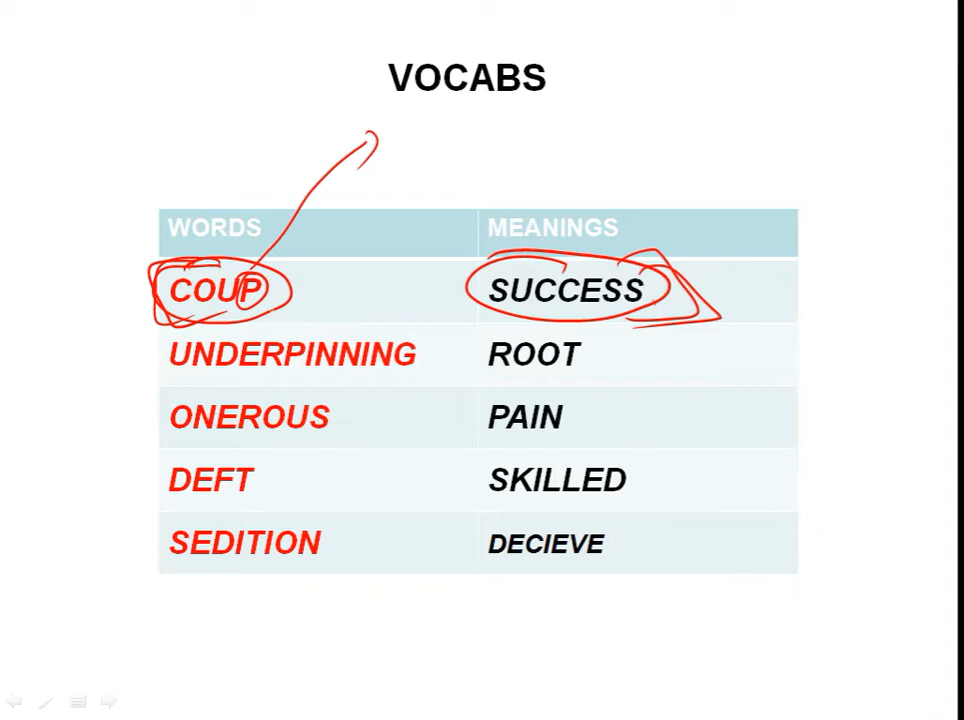 VOCABS
WORDS MEANINGS
COUP SUCCESS
UNDERPINNING ROOT
ONEROUS PAIN
DEFT SKILLED
SEDITION DECIEVE